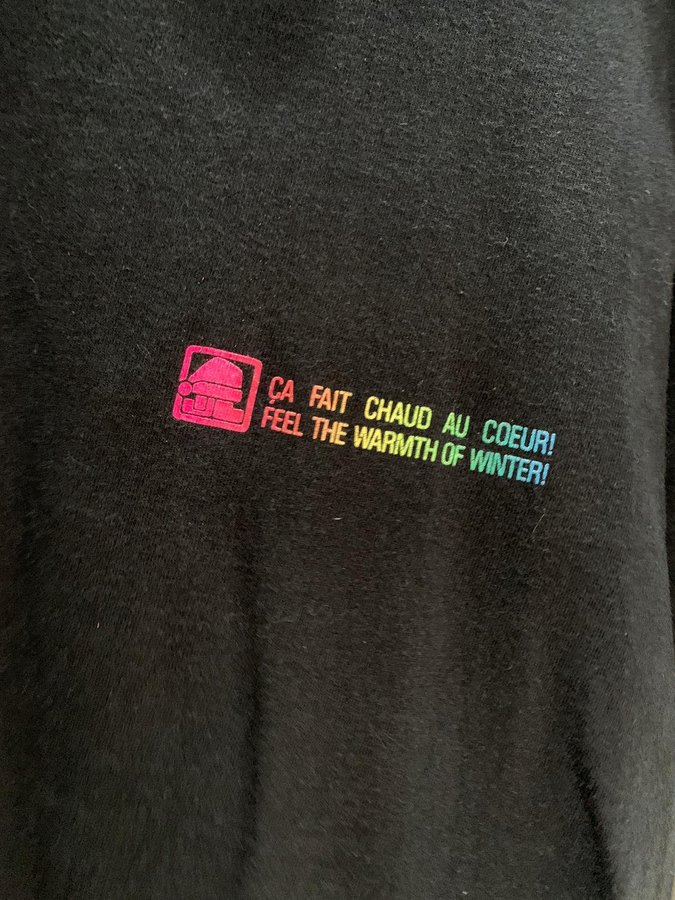 ÇA FAIT CHAUD AU COEUR!
FEEL THE WARMTH OF WINTER!